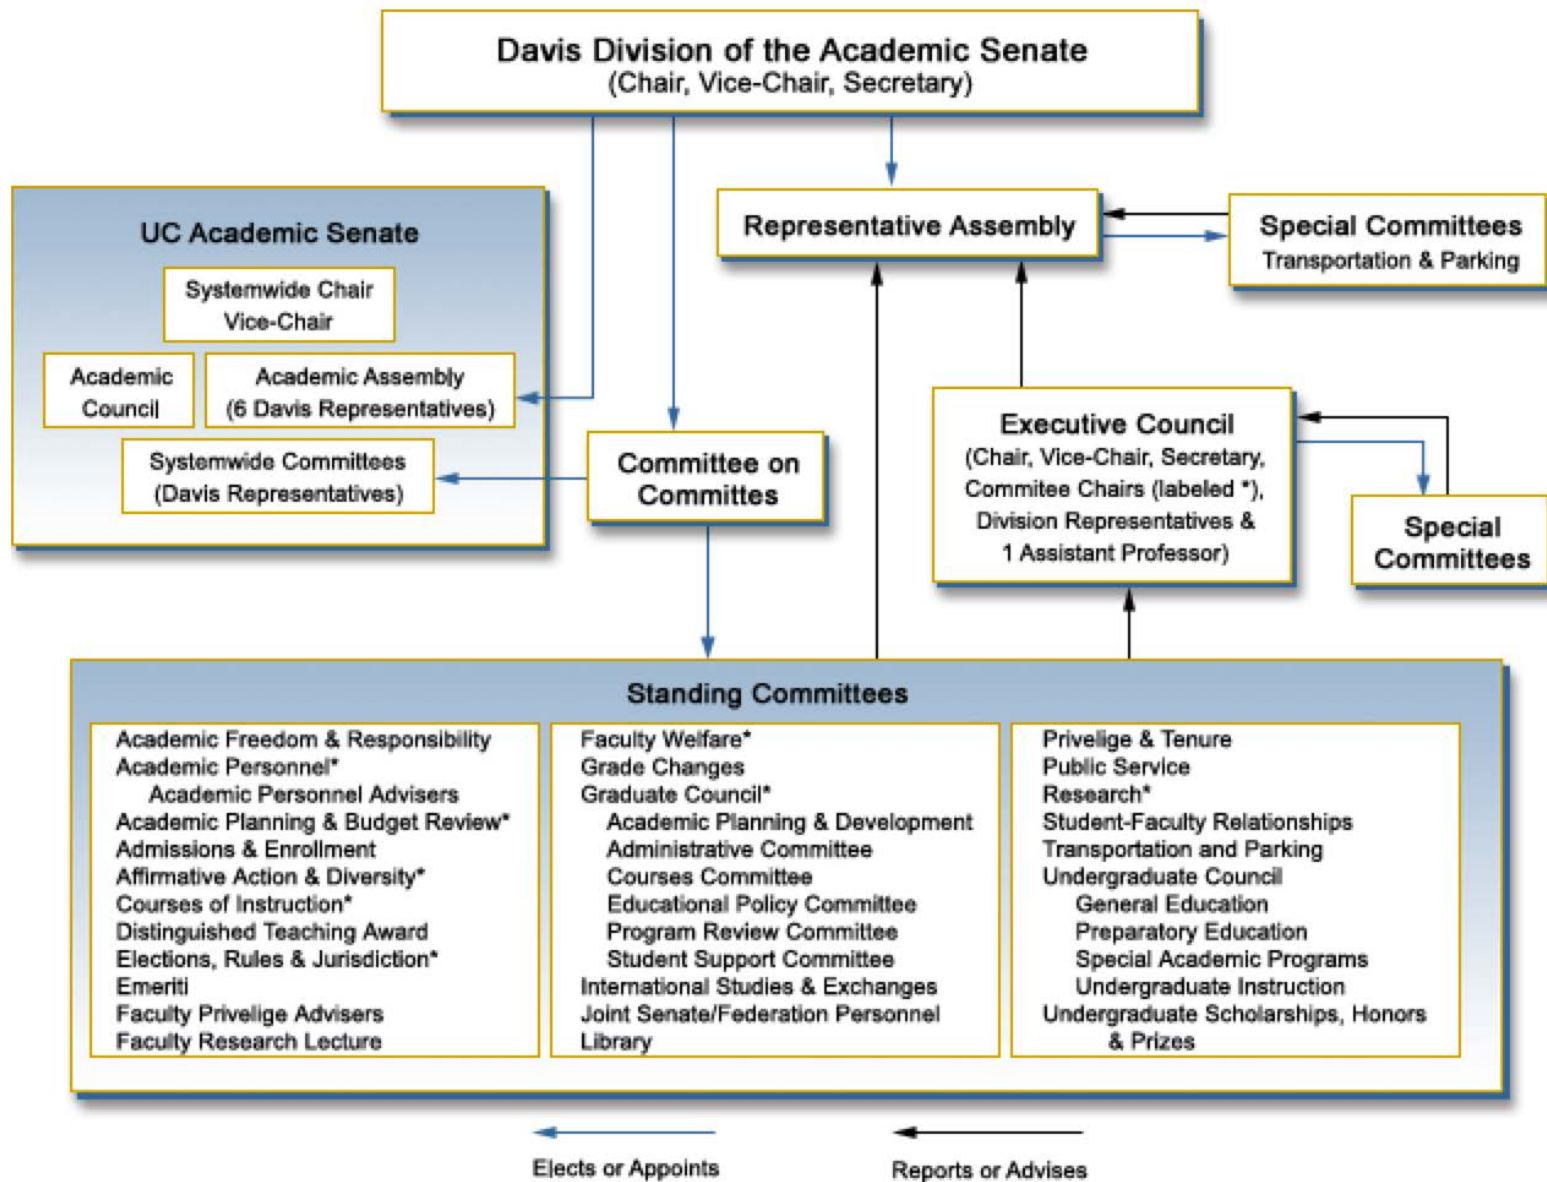 Davis Division of the Academic Senate
(Chair, Vice-Chair, Secretary)
UC Academic Senate
Systemwide Chair
Vice-Chair
Academic
Council
Academic Assembly
(6 Davis Representatives)
Systemwide Committees
(Davis Representatives)
Committee on
Committes
Representative Assembly
Special Committees
Transportation & Parking
Executive Council
(Chair, Vice-Chair, Secretary,
Commitee Chairs (labeled *),
Division Representatives &
1 Assistant Professor)
Special
Committees
Standing Committees
Academic Freedom & Responsibility
Academic Personnel*
Academic Personnel Advisers
Academic Planning & Budget Review*
Admissions & Enrollment
Affirmative Action & Diversity*
Courses of Instruction*
Distinguished Teaching Award
Elections, Rules & Jurisdiction*
Emeriti
Faculty Privelige Advisers
Faculty Research Lecture
Faculty Welfare*
Grade Changes
Graduate Council*
Academic Planning & Development
Administrative Committee
Courses Committee
Educational Policy Committee
Program Review Committee
Student Support Committee
International Studies & Exchanges
Joint Senate/Federation Personnel
Library
Privelige & Tenure
Public Service
Research*
Student-Faculty Relationships
Transportation and Parking
Undergraduate Council
General Education
Preparatory Education
Special Academic Programs
Undergraduate Instruction
Undergraduate Scholarships, Honors
& Prizes
Elects or Appoints
Reports or Advises